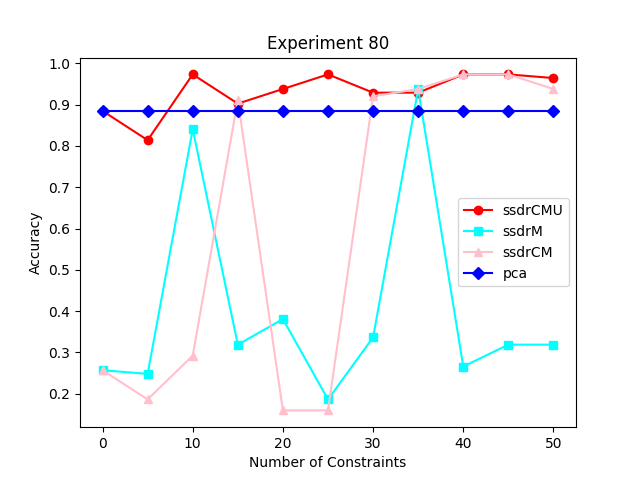 Experiment 80
1.0
0.9
0.8
0.7
0.6
0.5
0.4
0.3
0.2
Accuracy
ssdrCMU
ssdrM
ssdrCM
pca
0 10 20 30 40 50
Number of Constraints